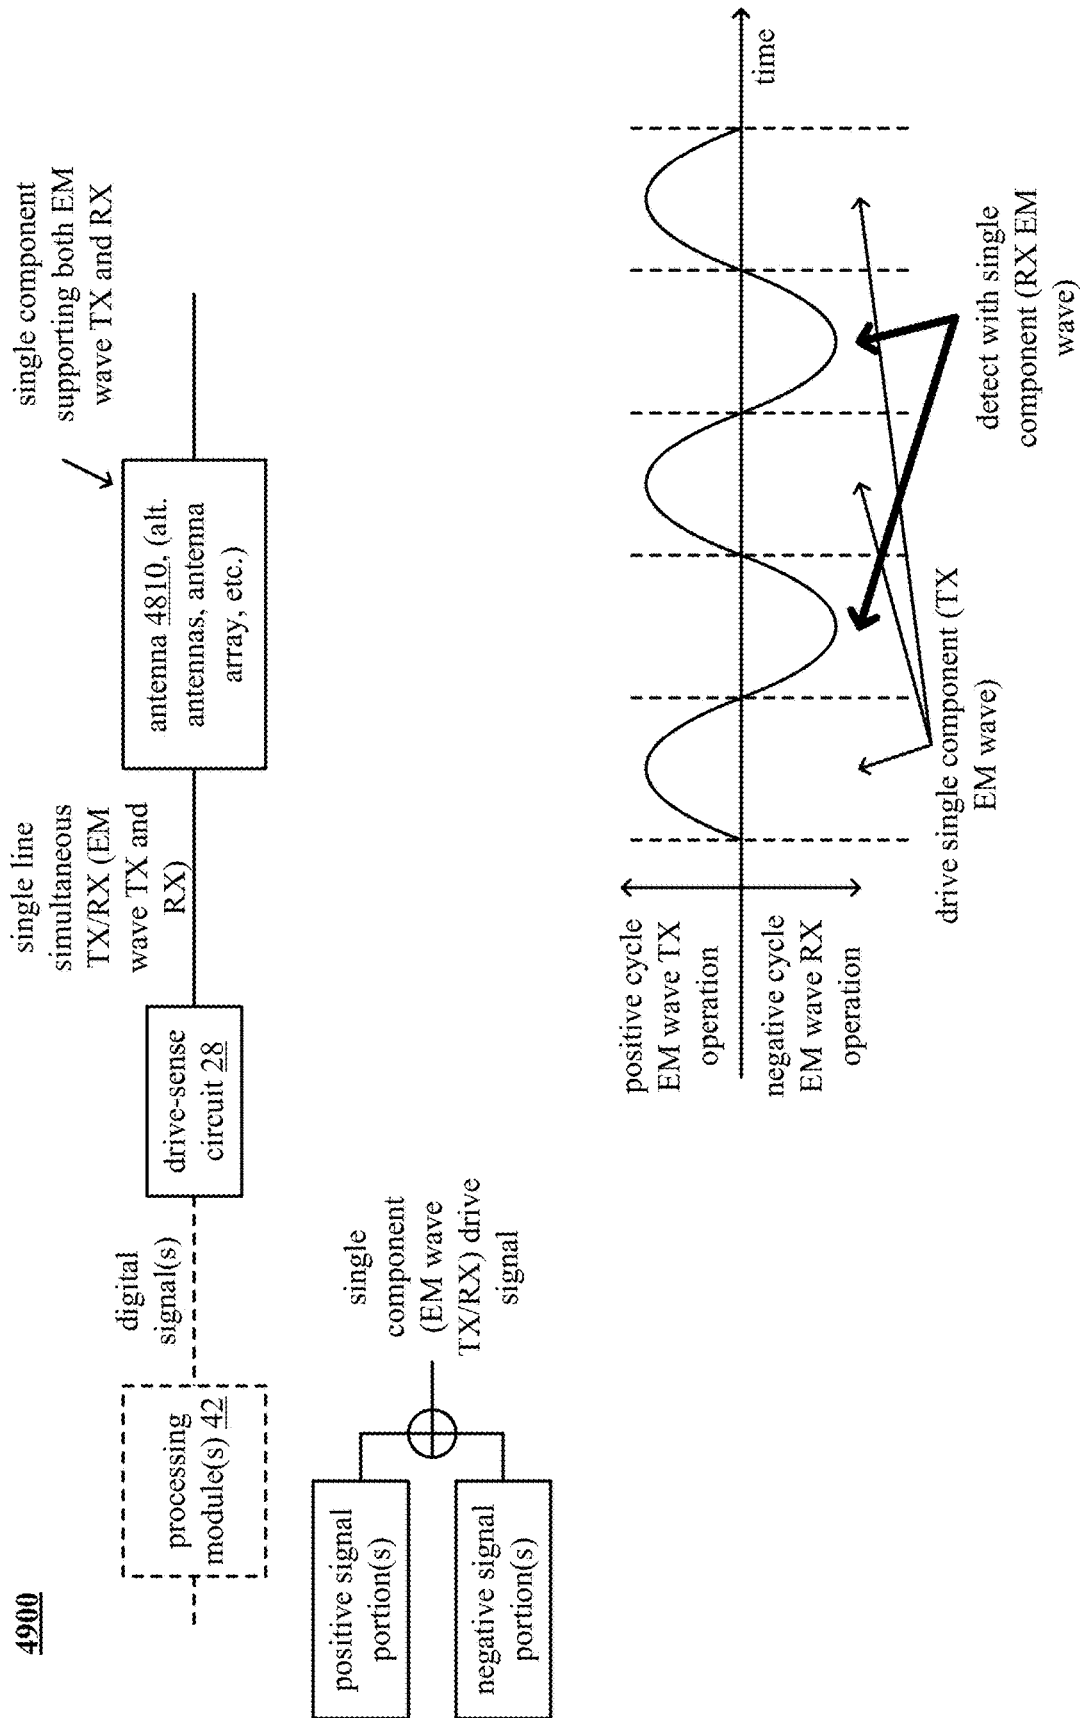 4900
processing
module(s) 42
digital
signal(s)
drive-sense
circuit 28
single line
simultaneous
TX/RX (EM
wave TX and
RX)
antenna 4810, (alt.
antennas, antenna
array, etc.)
single component
supporting both EM
wave TX and RX
positive signal
portion(s)
negative signal
portion(s)
single
component
(EM wave
TX/RX) drive
signal
positive cycle
EM wave TX
operation
negative cycle
EM wave RX
operation
time
drive single component (TX
EM wave)
detect with single
component (RX EM
wave)